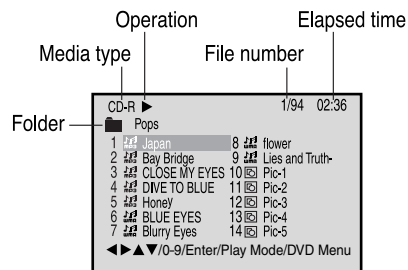 Operation Elapsed time
Media type File number
CD-R 1/94 02:36
Folder Pops
1 Japan 8 flower
2 Bay Bridge 9 Lies and Truth-
3 CLOSE MY EYES 10 Pic-1
4 DIVE TO BLUE 11 Pic-2
5 Honey 12 Pic-3
6 BLUE EYES 13 Pic-4
7 Blurry Eyes 14 Pic-5
◀▶▲▼/0-9/Enter/Play Mode/DVD Menu